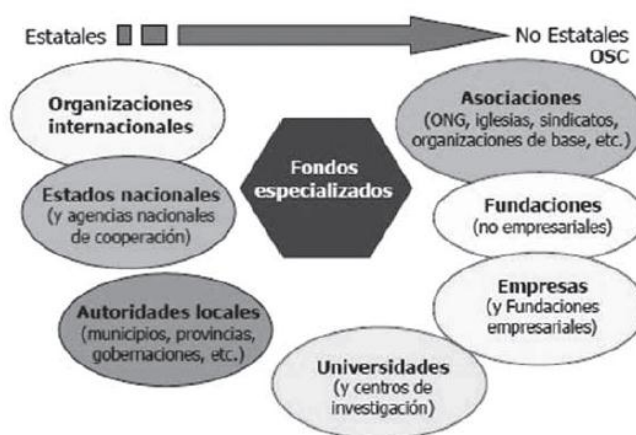 Estatales
No Estatales
OSC
Organizaciones
internacionales
Asociaciones
(ONG, iglesias, sindicatos,
organizaciones de base, etc.)
Fondos
especializados
Estados nacionales
(y agencias nacionales
de cooperación)
Fundaciones
(no empresariales)
Empresas
(y Fundaciones
empresariales)
Autoridades locales
(municipios, provincias,
gobernaciones, etc.)
Universidades
(y centros de
investigación)